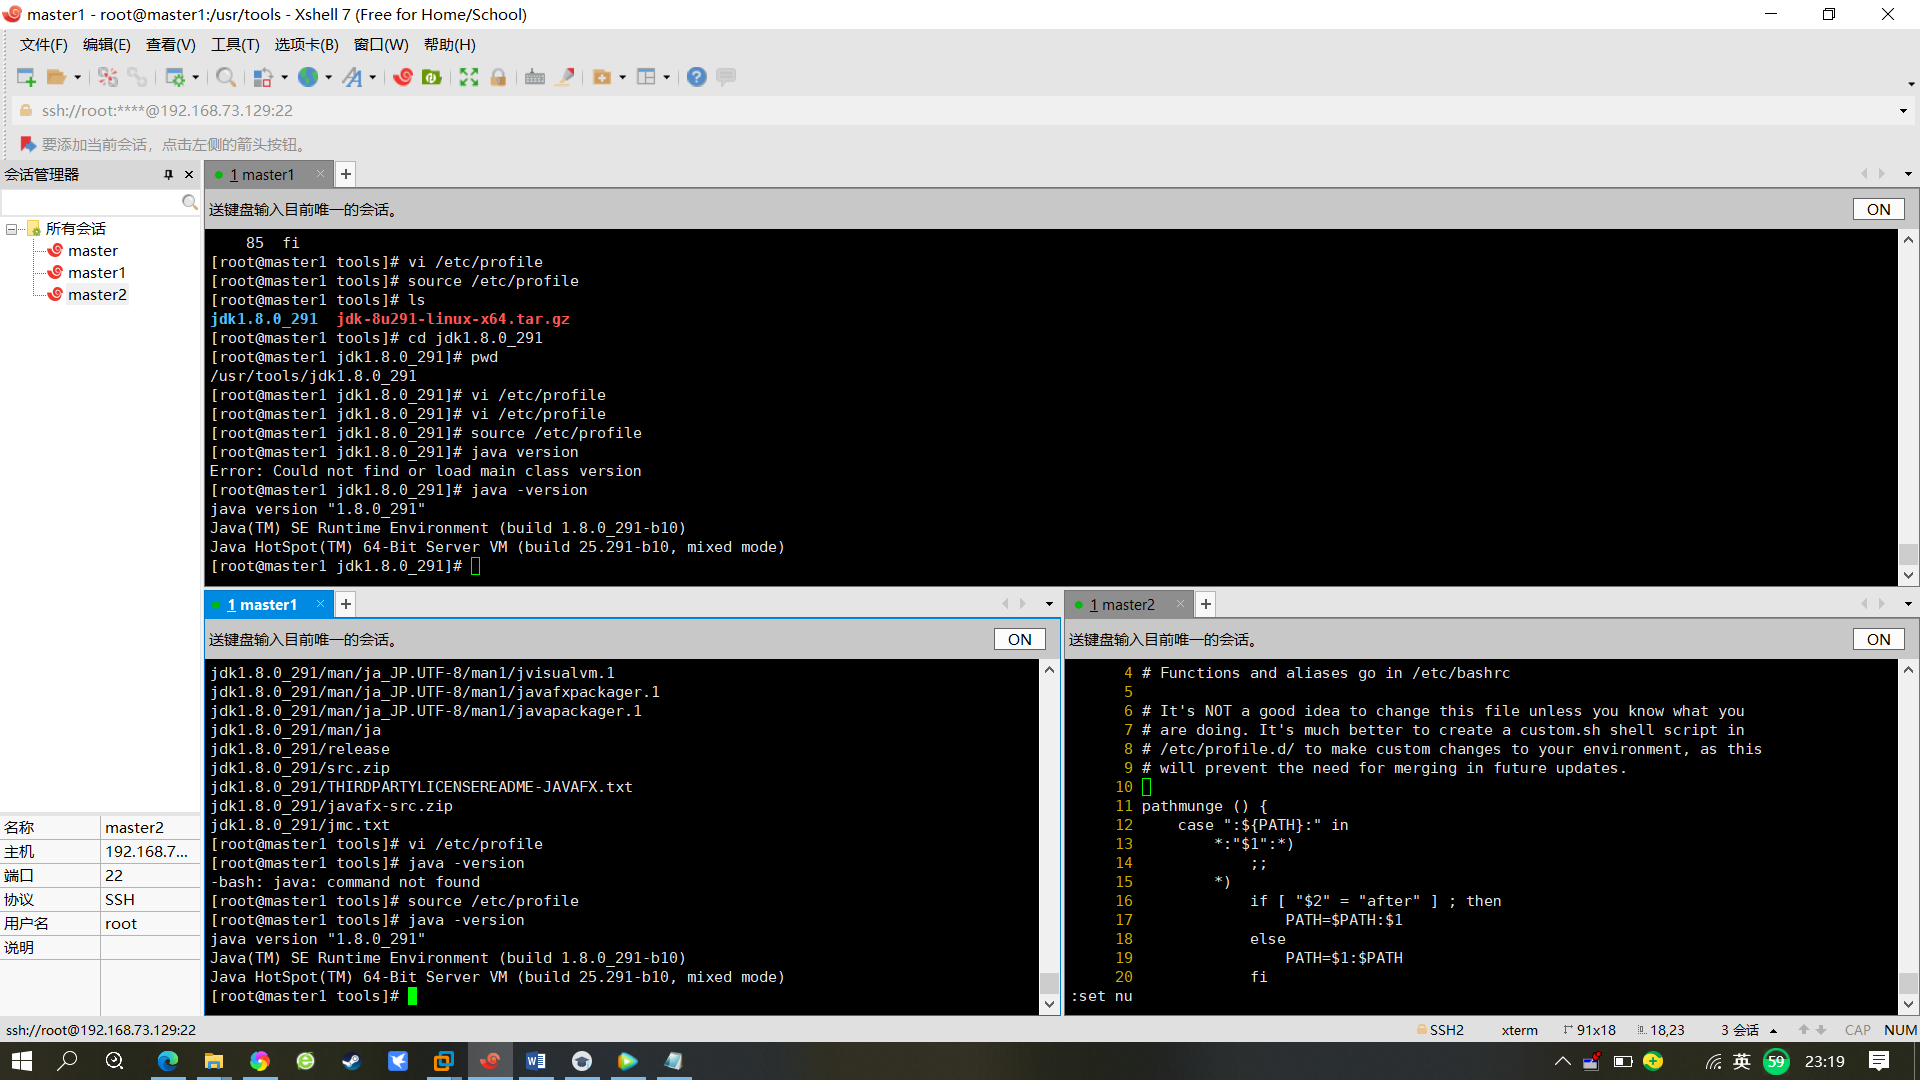 master1 - root@master1:/usr/tools - Xshell 7 (Free for Home/School)
文件(F) 编辑(E) 查看(V) 工具(T) 选项卡(B) 窗口(W) 帮助(H)
ssh://root:****@192.168.73.129:22
要添加当前会话，点击左侧的箭头按钮。
会话管理器
所有会话
master
master1
master2
名称 master2
主机 192.168.7...
端口 22
协议 SSH
用户名 root
说明
1 master1
送键盘输入目前唯一的会话。 ON
85 fi
[root@master1 tools]# vi /etc/profile
[root@master1 tools]# source /etc/profile
[root@master1 tools]# ls
jdk1.8.0_291 jdk-8u291-linux-x64.tar.gz
[root@master1 tools]# cd jdk1.8.0_291
[root@master1 jdk1.8.0_291]# pwd
/usr/tools/jdk1.8.0_291
[root@master1 jdk1.8.0_291]# vi /etc/profile
[root@master1 jdk1.8.0_291]# vi /etc/profile
[root@master1 jdk1.8.0_291]# source /etc/profile
[root@master1 jdk1.8.0_291]# java version
Error: Could not find or load main class version
[root@master1 jdk1.8.0_291]# java -version
java version "1.8.0_291"
Java(TM) SE Runtime Environment (build 1.8.0_291-b10)
Java HotSpot(TM) 64-Bit Server VM (build 25.291-b10, mixed mode)
[root@master1 jdk1.8.0_291]#
1 master1
送键盘输入目前唯一的会话。 ON
jdk1.8.0_291/man/ja_JP.UTF-8/man1/jvisualvm.1
jdk1.8.0_291/man/ja_JP.UTF-8/man1/javafxpackager.1
jdk1.8.0_291/man/ja_JP.UTF-8/man1/javapackager.1
jdk1.8.0_291/man/ja
jdk1.8.0_291/release
jdk1.8.0_291/src.zip
jdk1.8.0_291/THIRDPARTYLICENSEREADME-JAVAFX.txt
jdk1.8.0_291/javafx-src.zip
jdk1.8.0_291/jmc.txt
[root@master1 tools]# vi /etc/profile
[root@master1 tools]# java -version
-bash: java: command not found
[root@master1 tools]# source /etc/profile
[root@master1 tools]# java -version
java version "1.8.0_291"
Java(TM) SE Runtime Environment (build 1.8.0_291-b10)
Java HotSpot(TM) 64-Bit Server VM (build 25.291-b10, mixed mode)
[root@master1 tools]#
1 master2
送键盘输入目前唯一的会话。 ON
4 # Functions and aliases go in /etc/bashrc
5
6 # It's NOT a good idea to change this file unless you know what you
7 # are doing. It's much better to create a custom.sh shell script in
8 # /etc/profile.d/ to make custom changes to your environment, as this
9 # will prevent the need for merging in future updates.
10
11 pathmunge () {
12 case ":${PATH}:" in
13 *:"$1":*)
14 ;;
15 *)
16 if [ "$2" = "after" ] ; then
17 PATH=$PATH:$1
18 else
19 PATH=$1:$PATH
20 fi
:set nu
ssh://root@192.168.73.129:22 SSH2 xterm 91x18 18,23 3 会话 CAP NUM
英 59 23:19